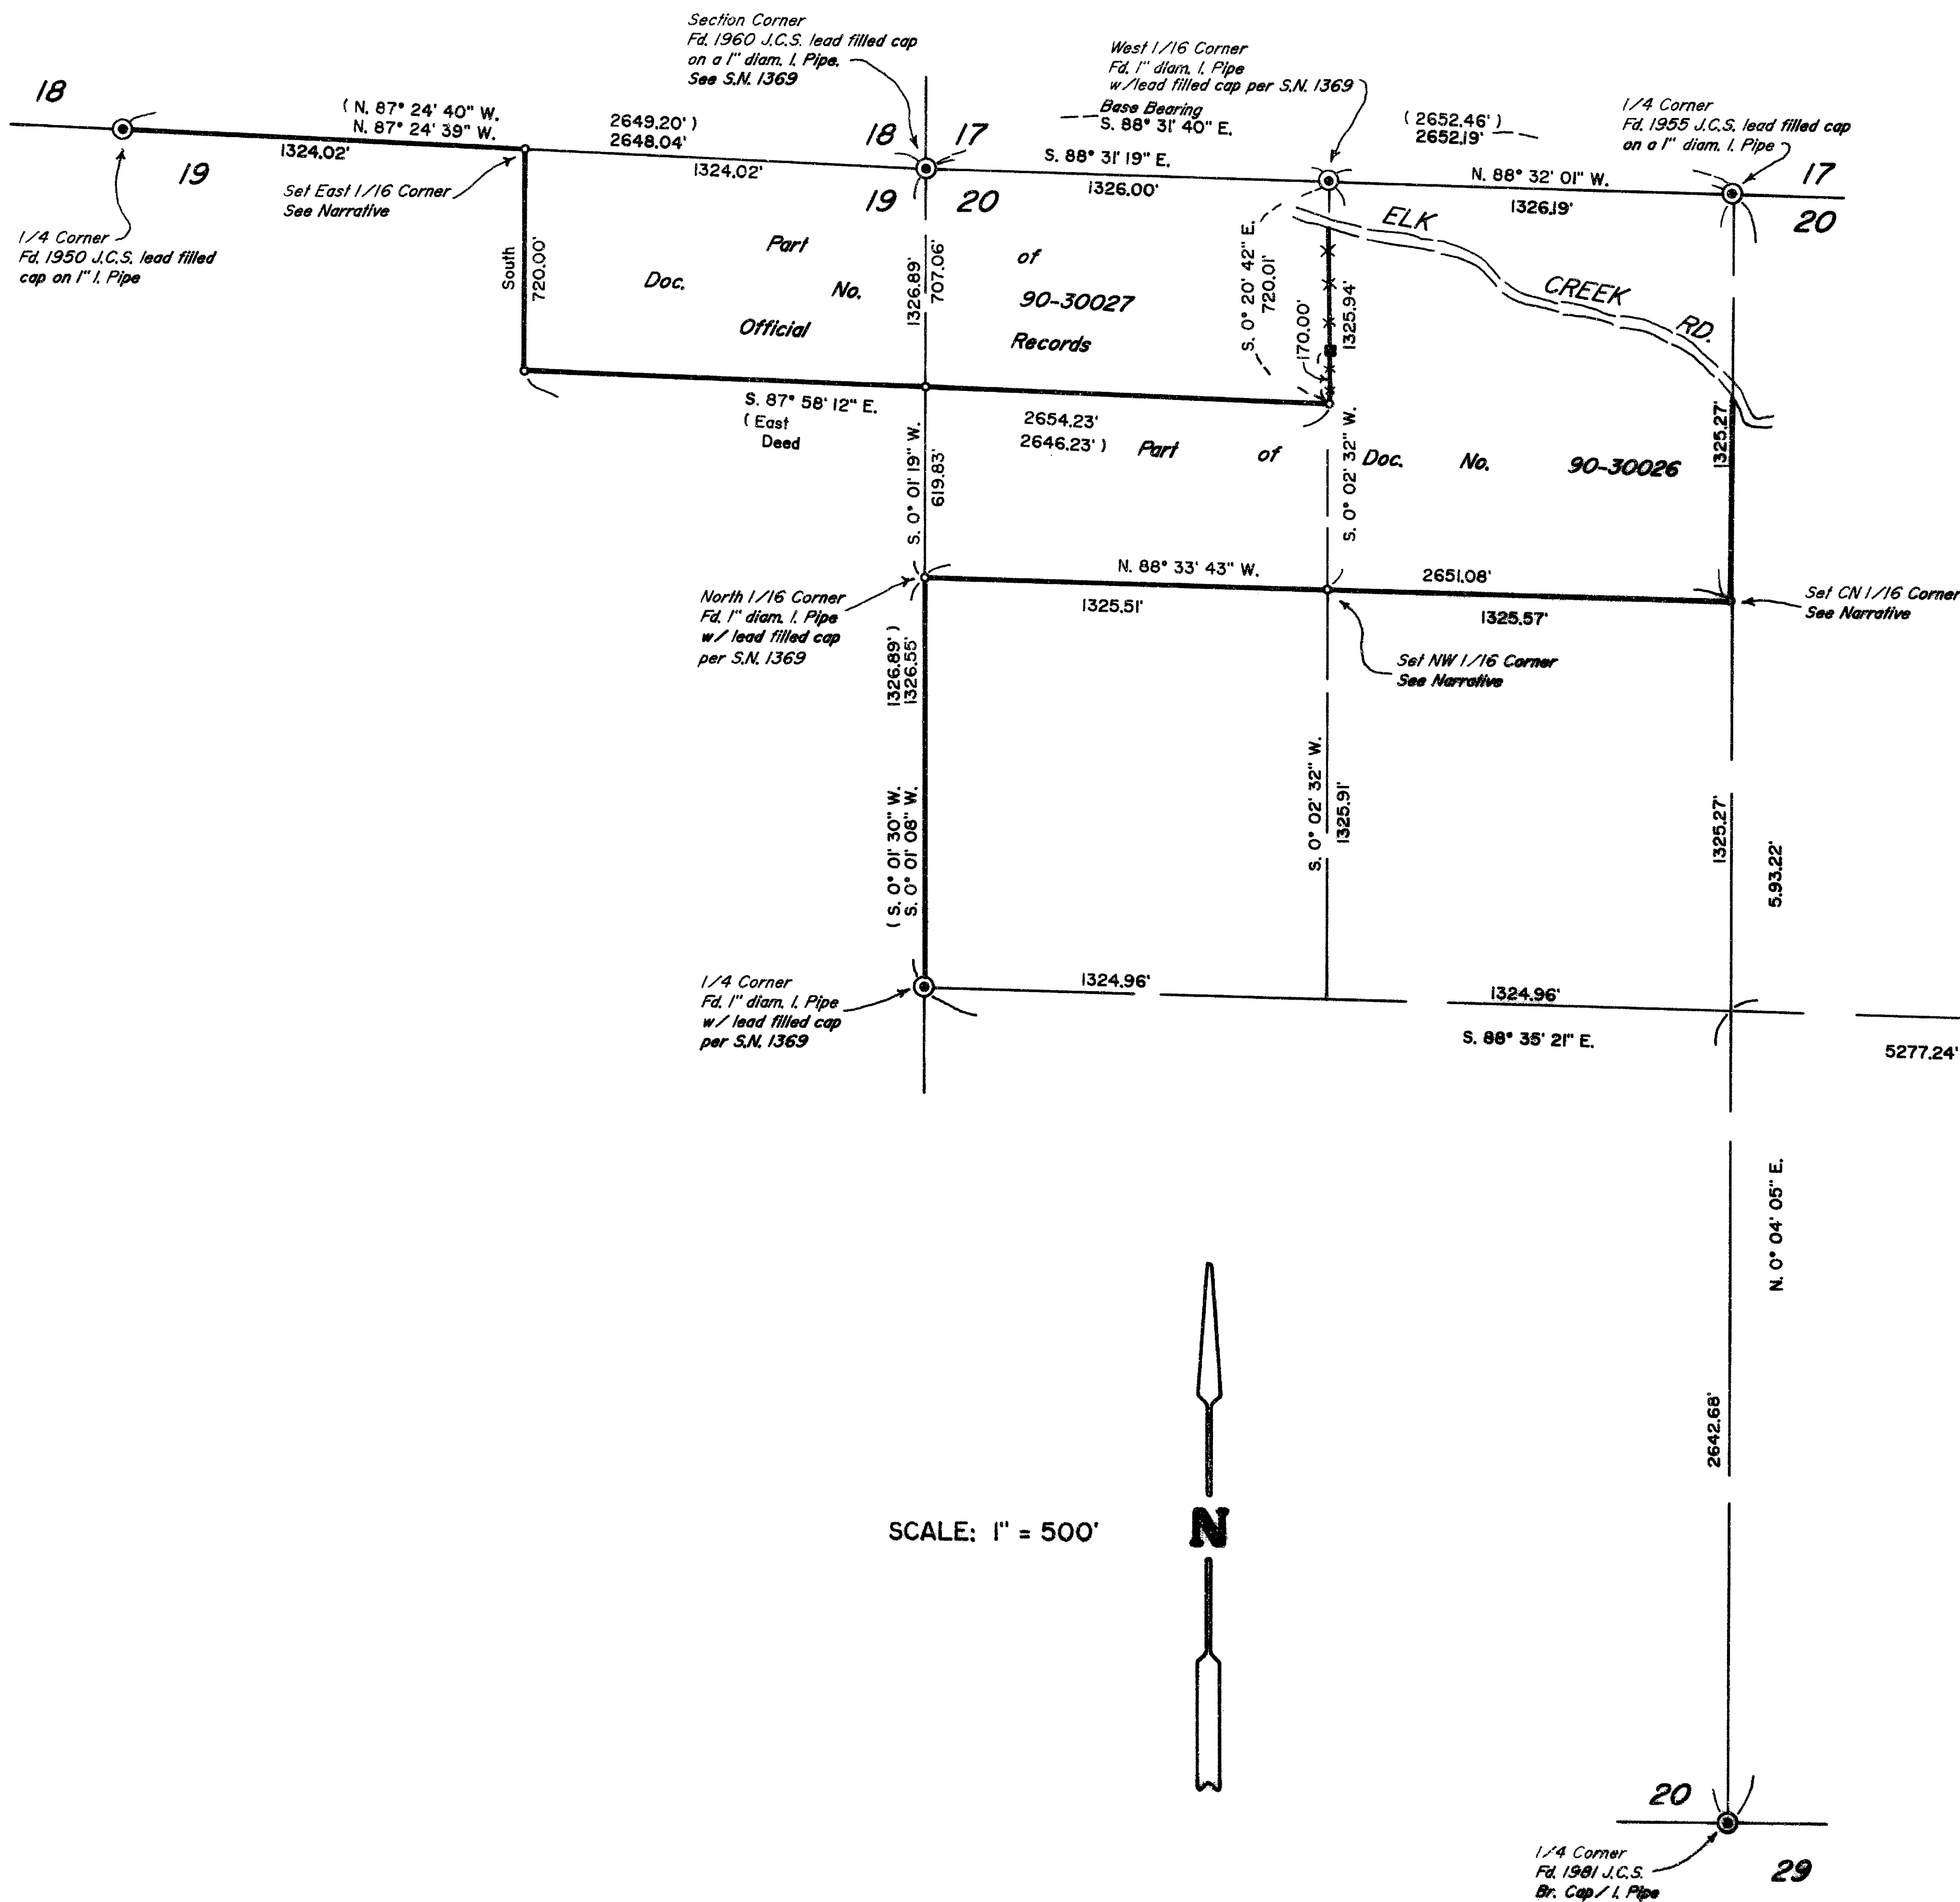 Section Corner
Fd. 1960 J.C.S. lead filled cap
on a 1" diam. I. Pipe.
See S.N. 1369
West 1/16 Corner
Fd. 1" diam. I. Pipe
w/lead filled cap per S.N. 1369
Base Bearing
S. 88° 31' 40" E.
( 2652.46' )
2652.19'
1/4 Corner
Fd. 1955 J.C.S. lead filled cap
on a 1" diam. I. Pipe
18
( N. 87° 24' 40" W.
N. 87° 24' 39" W.
2649.20' )
2648.04'
18
17
S. 88° 31' 19" E.
N. 88° 32' 01" W.
17
19
1324.02'
1324.02'
19
20
1326.00'
1326.19'
20
Set East 1/16 Corner
See Narrative
1/4 Corner
Fd. 1950 J.C.S. lead filled
cap on 1" I. Pipe
South
720.00'
Part of
Doc. No. 90-30027
Official Records
1326.89'
707.06'
S. 0° 20' 42" E.
720.01'
170.00'
1325.94'
ELK
CREEK
RD.
S. 87° 58' 12" E.
( East
Deed
2654.23'
2646.23' )
Part of Doc. No. 90-30026
1325.27'
S. 0° 01' 19" W.
619.83'
S. 0° 02' 32" W.
N. 88° 33' 43" W.
2651.08'
1325.51'
1325.57'
North 1/16 Corner
Fd. 1" diam. I. Pipe
w/ lead filled cap
per S.N. 1369
Set CN 1/16 Corner
See Narrative
Set NW 1/16 Corner
See Narrative
1326.89' )
1326.55'
( S. 0° 01' 30" W.
S. 0° 01' 08" W.
S. 0° 02' 32" W.
1325.91'
1325.27'
5.93.22'
1/4 Corner
Fd. 1" diam. I. Pipe
w/ lead filled cap
per S.N. 1369
1324.96'
1324.96'
S. 88° 35' 21" E.
5277.24'
N. 0° 04' 05" E.
2642.68'
SCALE: 1" = 500'
N
20
1/4 Corner
Fd. 1981 J.C.S.
Br. Cap / I. Pipe
29